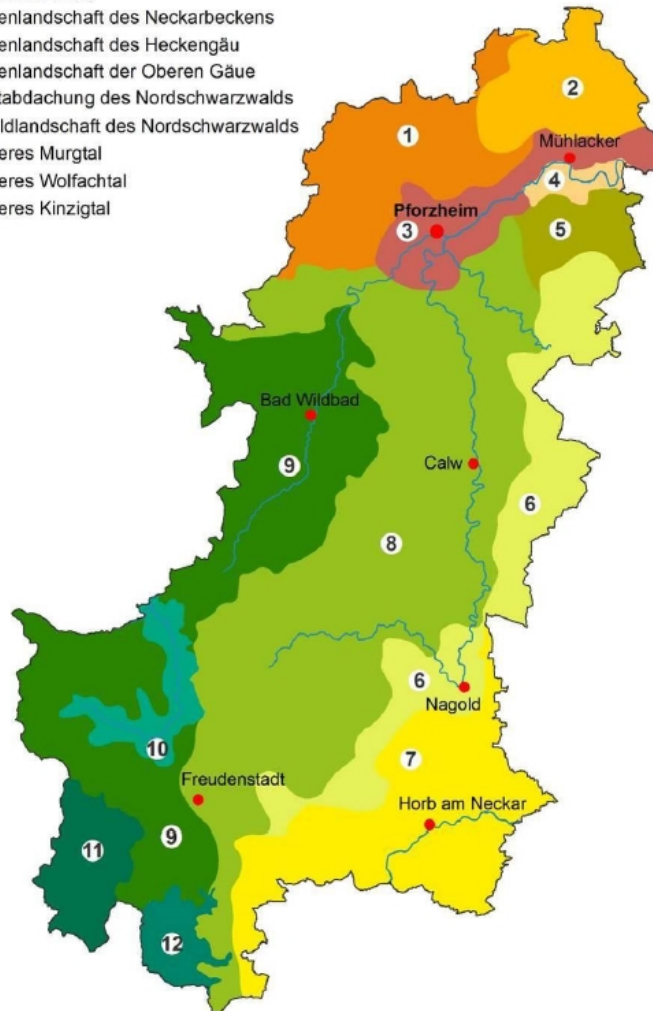 enlandschaft des Neckarbeckens
enlandschaft des Heckengäu
enlandschaft der Oberen Gäue
tabdachung des Nordschwarzwalds
ldlandschaft des Nordschwarzwalds
eres Murgtal
eres Wolfachtal
eres Kinzigtal
2
1
Mühlacker
4
Pforzheim
3
5
Bad Wildbad
Calw
9
6
8
6
Nagold
10
7
Freudenstadt
Horb am Neckar
9
11
12